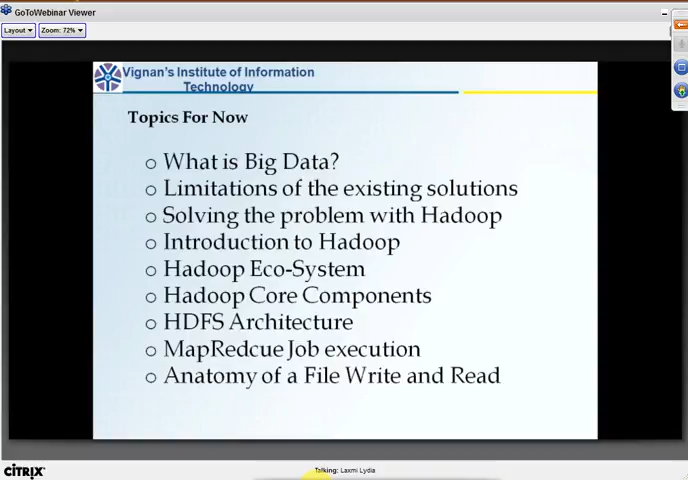 GoToWebinar Viewer
Layout
Zoom: 72%
Vignan's Institute of Information
Technology
Topics For Now
What is Big Data?
Limitations of the existing solutions
Solving the problem with Hadoop
Introduction to Hadoop
Hadoop Eco-System
Hadoop Core Components
HDFS Architecture
MapRedcue Job execution
Anatomy of a File Write and Read
CİTRIX
Talking: Laxmi Lydia